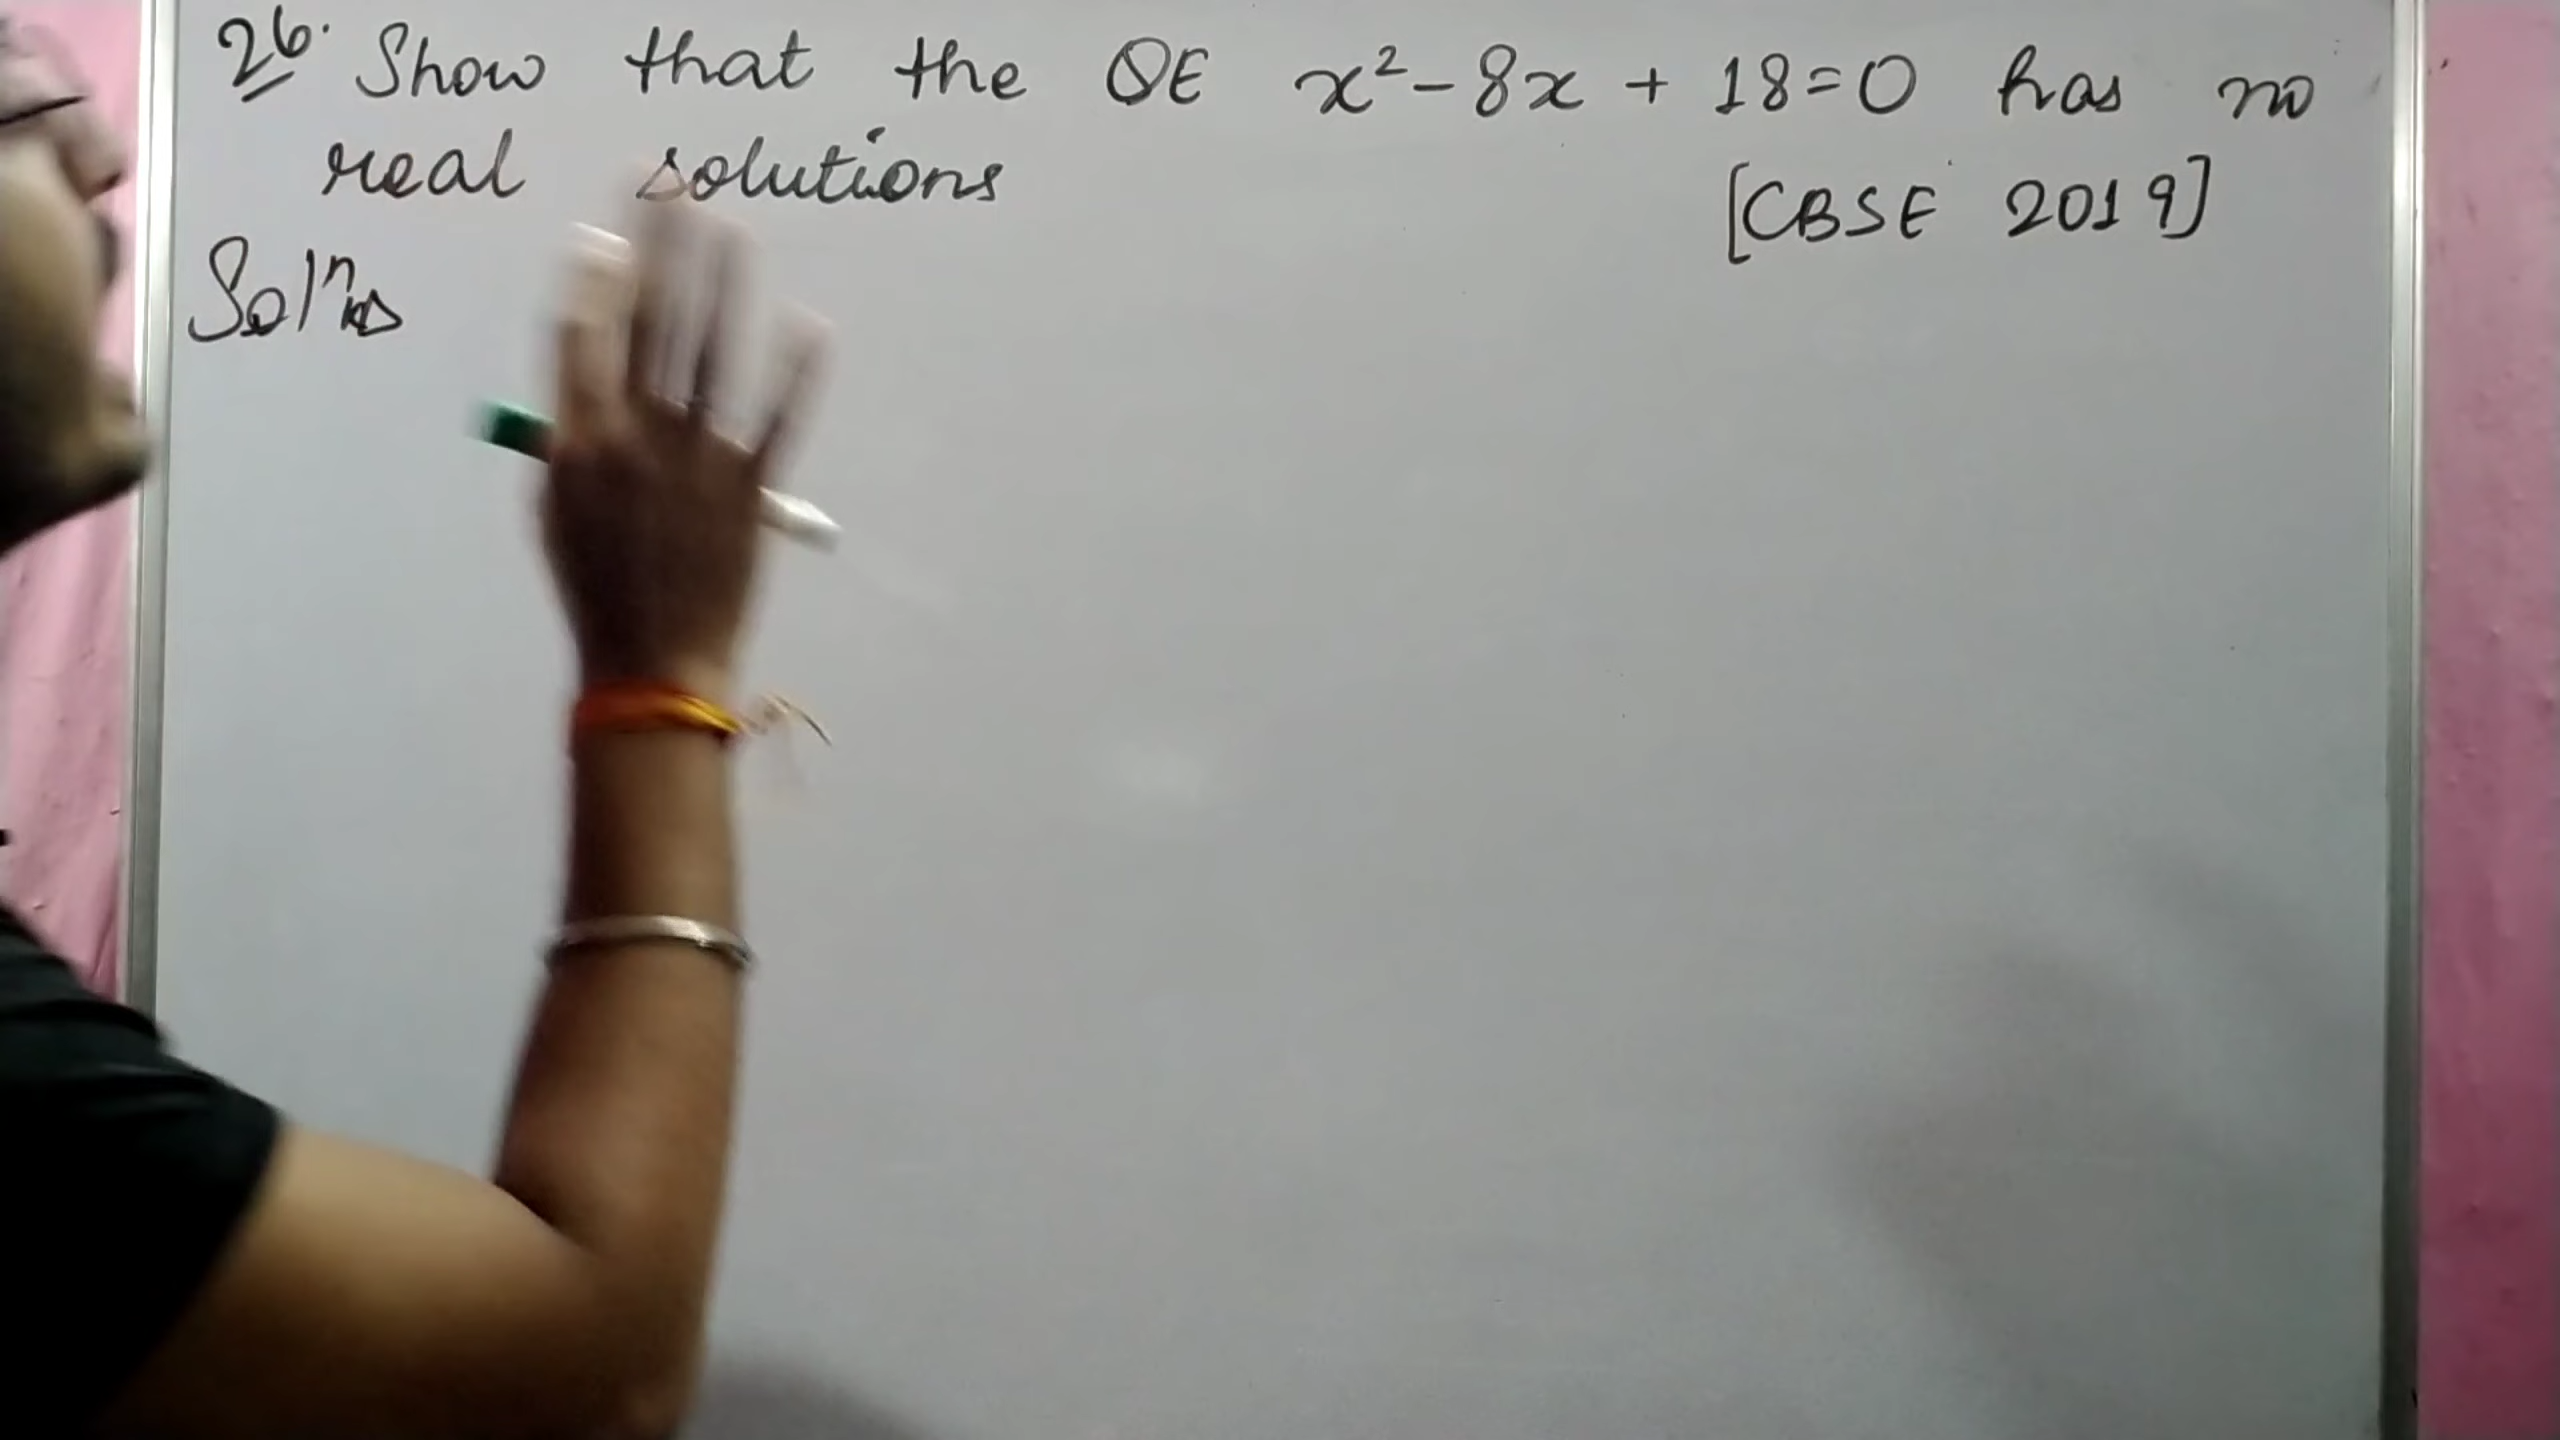 26. Show that the QE x² - 8x + 18 = 0 has no
real solutions
[CBSE 2019]
Solⁿ